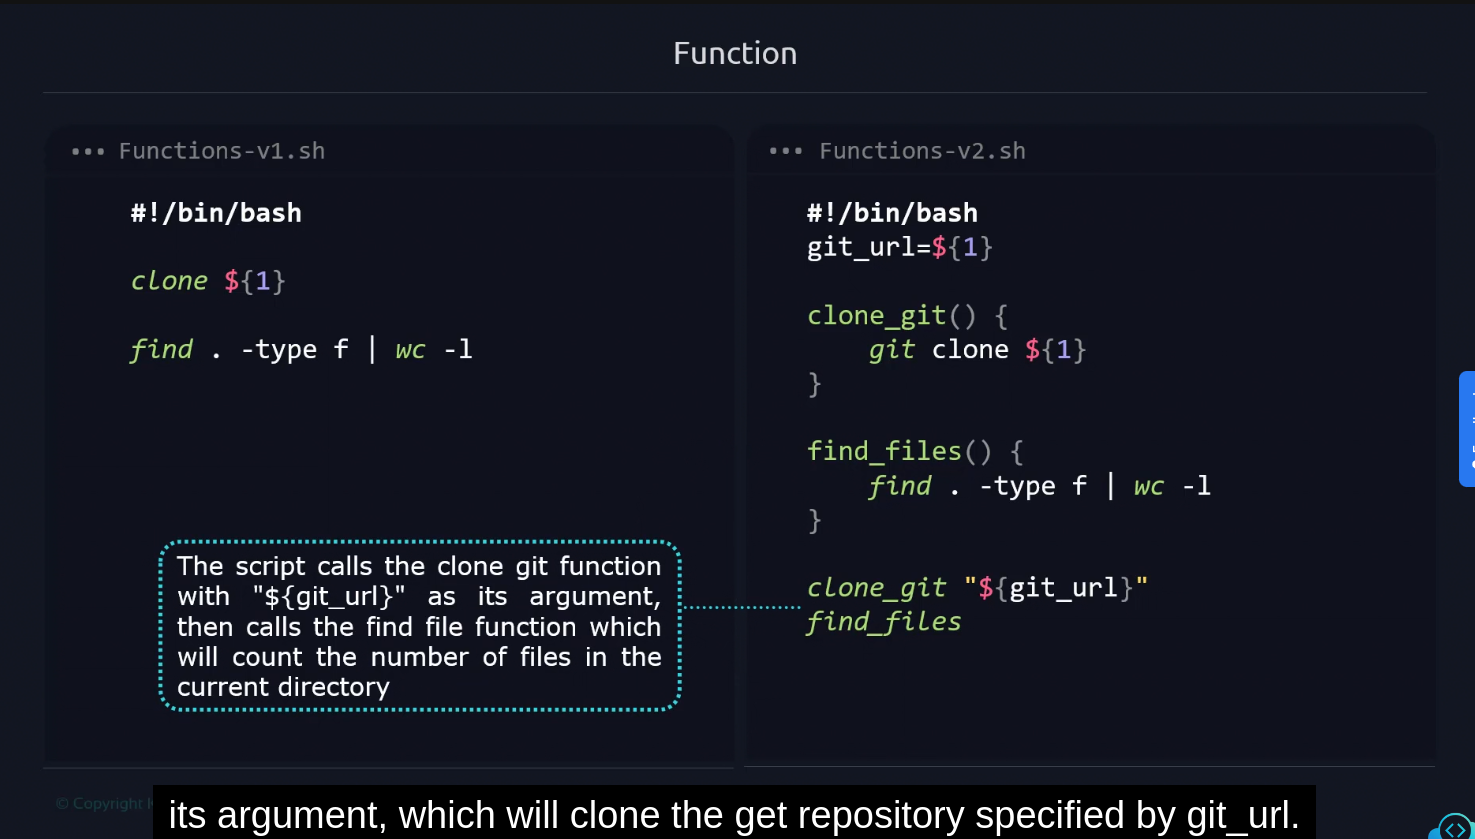 Function
Functions-v1.sh
#!/bin/bash
clone ${1}
find . -type f | wc -l
Functions-v2.sh
#!/bin/bash
git_url=${1}
clone_git() {
git clone ${1}
}
find_files() {
find . -type f | wc -l
}
clone_git "${git_url}"
find_files
The script calls the clone git function
with "${git_url}" as its argument,
then calls the find file function which
will count the number of files in the
current directory
© Copyright
its argument, which will clone the get repository specified by git_url.